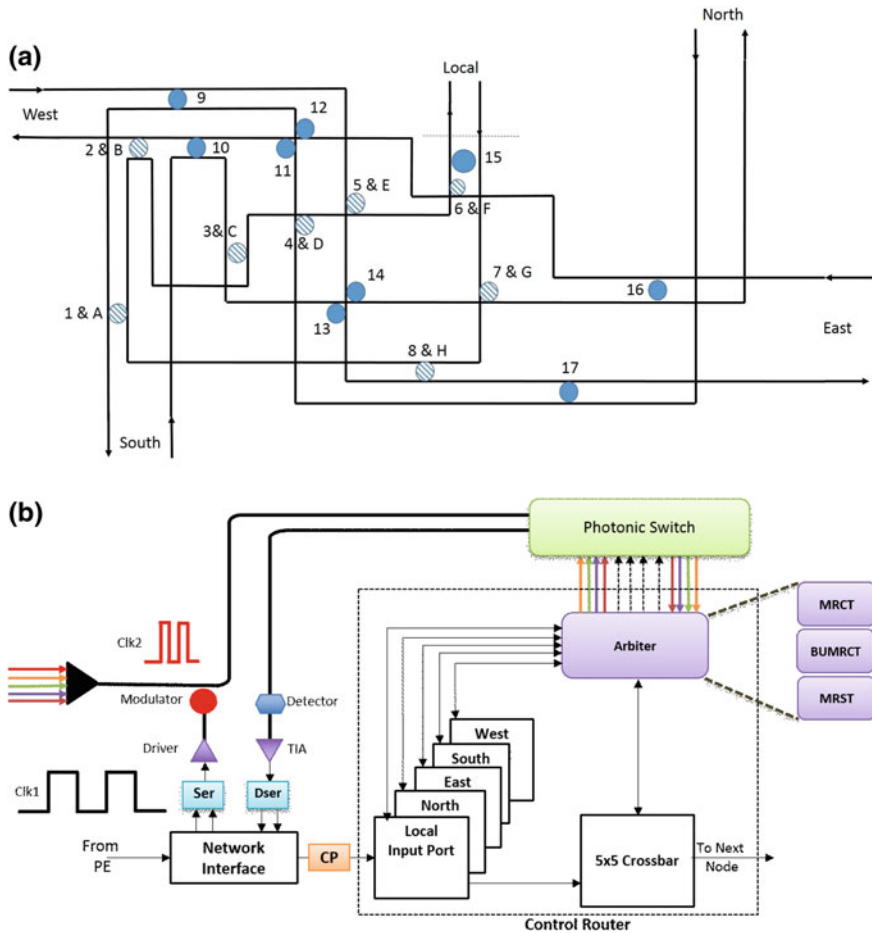 (a)
North
Local
West
9
12
2 & B
10
11
15
5 & E
6 & F
3& C
4 & D
14
7 & G
16
1 & A
13
East
8 & H
17
South
(b)
Photonic Switch
Clk2
Modulator
Detector
Arbiter
MRCT
BUMRCT
MRST
Driver
TIA
West
South
East
North
Local
Input Port
Clk1
Ser
Dser
From
PE
Network
Interface
CP
5x5 Crossbar
To Next
Node
Control Router